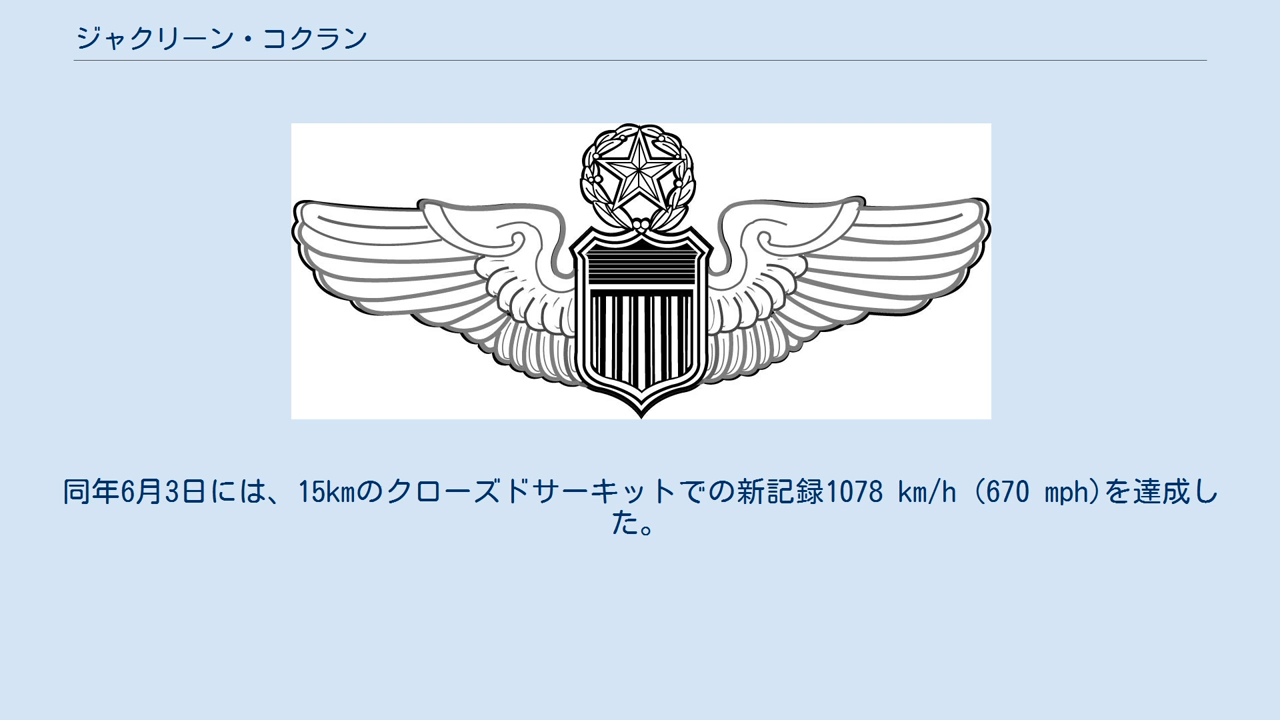 ジャクリーン・コクラン
同年6月3日には、15kmのクローズドサーキットでの新記録1078 km/h (670 mph)を達成し
た。